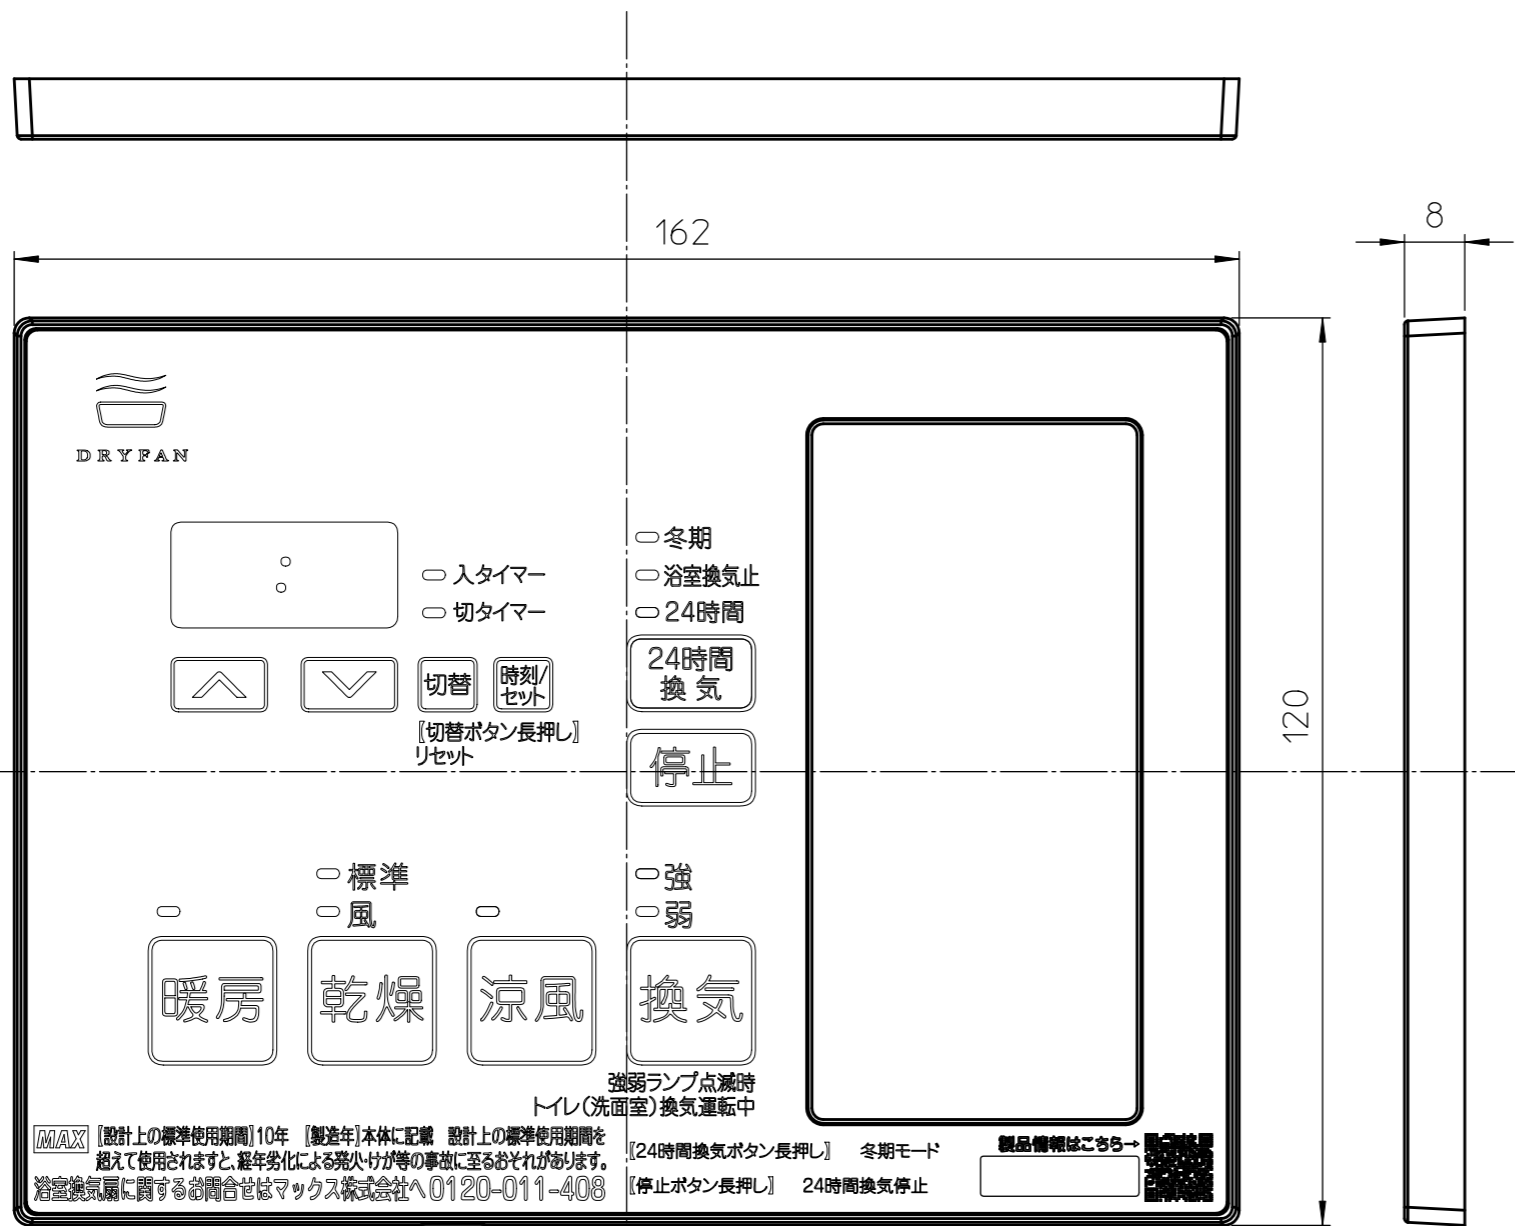 162
8
DRYFAN
冬期
入タイマー
浴室換気止
切タイマー
24時間
切替
時刻/
セット
24時間
換気
〖切替ボタン長押し〗
リセット
停止
120
標準
強
風
弱
暖房
乾燥
涼風
換気
強弱ランプ点滅時
トイレ(洗面室)換気運転中
MAX 〖設計上の標準使用期間〗10年 〖製造年〗本体に記載 設計上の標準使用期間を
超えて使用されますと、経年劣化による発火・けが等の事故に至るおそれがあります。
浴室換気扇に関するお問合せはマックス株式会社へ 0120-011-408
〖24時間換気ボタン長押し〗 冬期モード
〖停止ボタン長押し〗 24時間換気停止
製品情報はこちら→